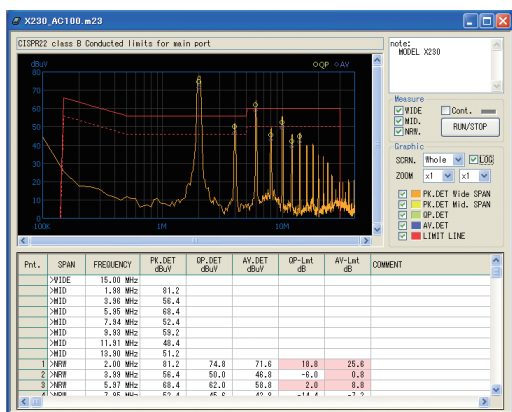 X230_AC100.m23
CISPR22 class B Conducted limits for main port
note:
MODEL X230
dBuV
OQP ◇AV
80
70
60
50
40
30
20
10
0
100K
1M
10M
Measure
WIDE
Cont.
MID.
NRW.
RUN/STOP
Graphic
SCRN. Whole LOG
ZOOM x1 x1
PK.DET Wide SPAN
PK.DET Mid. SPAN
QP.DET
AV.DET
LIMIT LINE
Pnt. SPAN FREQUENCY PK.DET dBuV QP.DET dBuV AV.DET dBuV QP-Lmt dB AV-Lmt dB COMMENT
>WIDE 15.00 MHz
>MID 1.98 MHz 81.2
>MID 3.96 MHz 56.4
>MID 5.95 MHz 68.4
>MID 7.94 MHz 52.4
>MID 9.93 MHz 59.2
>MID 11.91 MHz 48.4
>MID 13.90 MHz 51.2
1 >NRW 2.00 MHz 81.2 74.8 71.6 18.8 25.6
2 >NRW 3.99 MHz 56.4 50.0 46.8 -6.0 0.8
3 >NRW 5.97 MHz 68.4 62.0 58.8 2.0 8.8